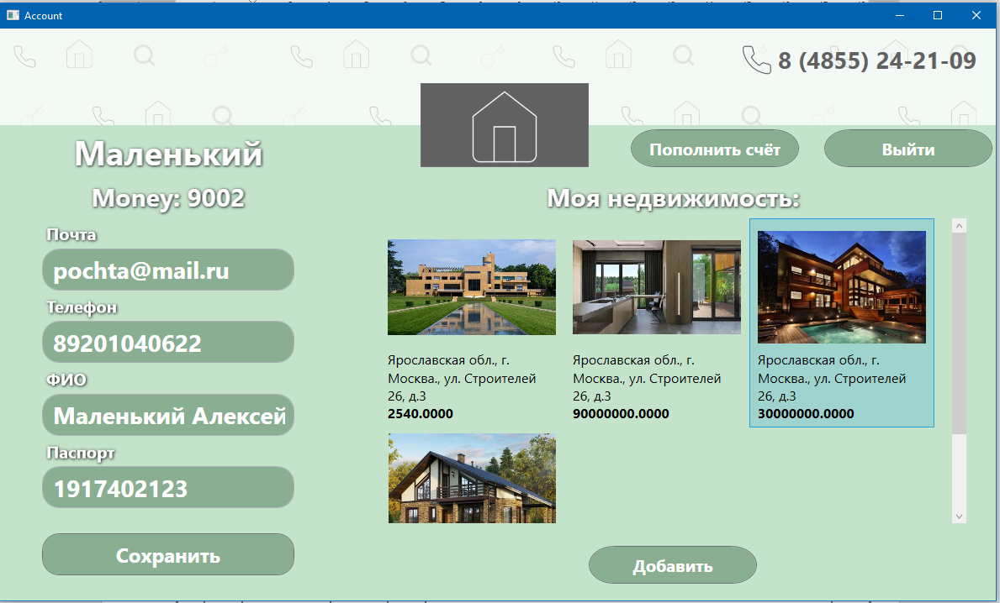 Account
8 (4855) 24-21-09
Маленький
Пополнить счёт
Выйти
Money: 9002
Моя недвижимость:
Почта
pochta@mail.ru
Телефон
89201040622
ФИО
Маленький Алексей
Паспорт
1917402123
Сохранить
Ярославская обл., г.
Москва., ул. Строителей
26, д.3
2540.0000
Ярославская обл., г.
Москва., ул. Строителей
26, д.3
90000000.0000
Ярославская обл., г.
Москва., ул. Строителей
26, д.3
30000000.0000
Добавить